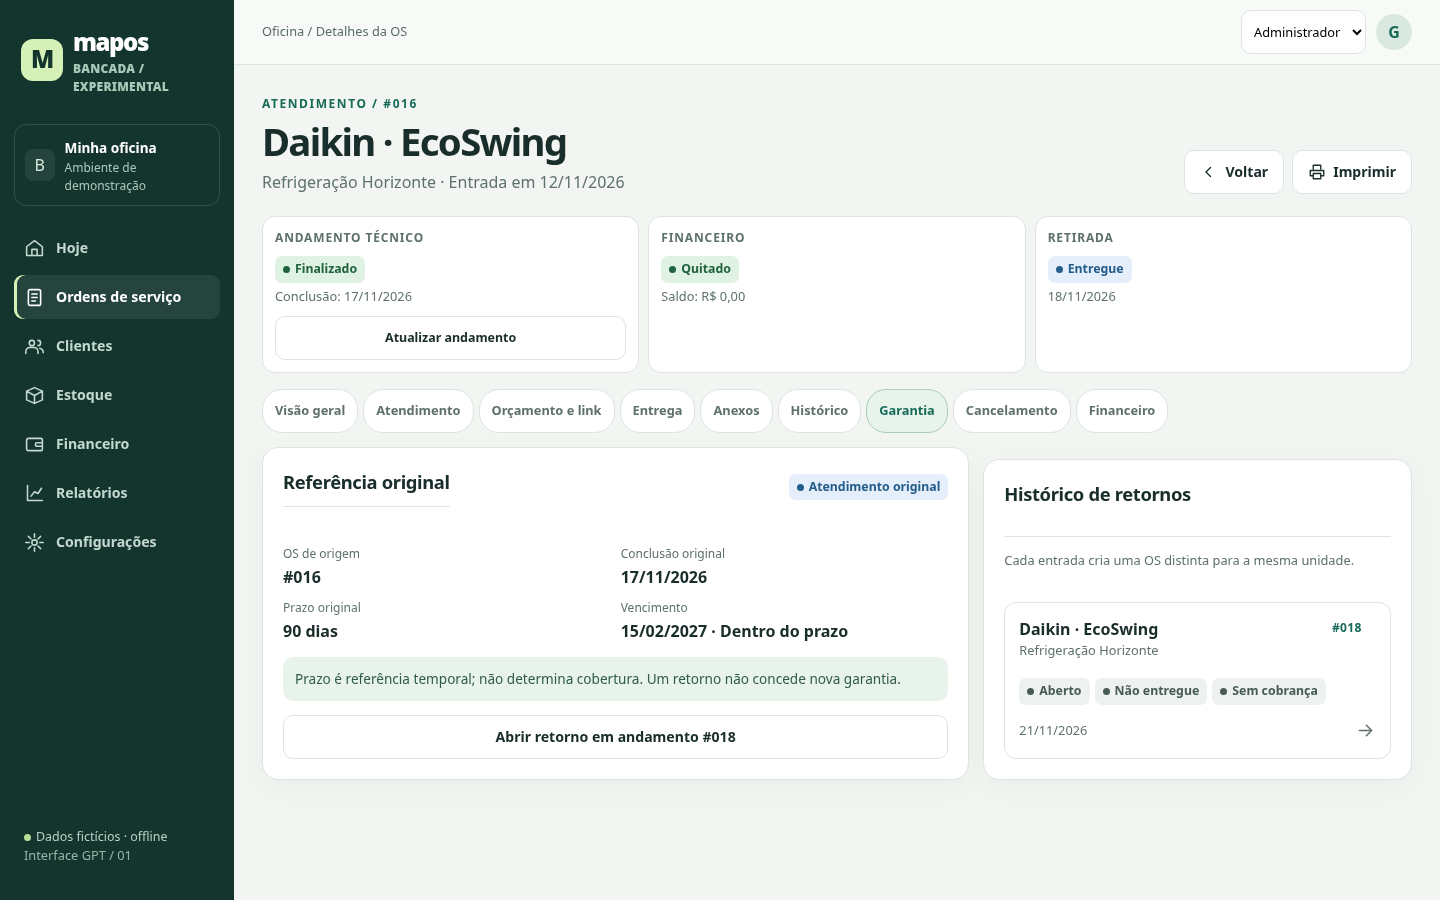 M
mapos
BANCADA /
EXPERIMENTAL
B
Minha oficina
Ambiente de
demonstração
Hoje
Ordens de serviço
Clientes
Estoque
Financeiro
Relatórios
Configurações
Dados fictícios · offline
Interface GPT / 01
Oficina / Detalhes da OS
Administrador
G
ATENDIMENTO / #016
Daikin · EcoSwing
Refrigeração Horizonte · Entrada em 12/11/2026
Voltar
Imprimir
ANDAMENTO TÉCNICO
Finalizado
Conclusão: 17/11/2026
Atualizar andamento
FINANCEIRO
Quitado
Saldo: R$ 0,00
RETIRADA
Entregue
18/11/2026
Visão geral
Atendimento
Orçamento e link
Entrega
Anexos
Histórico
Garantia
Cancelamento
Financeiro
Referência original
Atendimento original
OS de origem
#016
Conclusão original
17/11/2026
Prazo original
90 dias
Vencimento
15/02/2027 · Dentro do prazo
Prazo é referência temporal; não determina cobertura. Um retorno não concede nova garantia.
Abrir retorno em andamento #018
Histórico de retornos
Cada entrada cria uma OS distinta para a mesma unidade.
Daikin · EcoSwing
#018
Refrigeração Horizonte
Aberto
Não entregue
Sem cobrança
21/11/2026